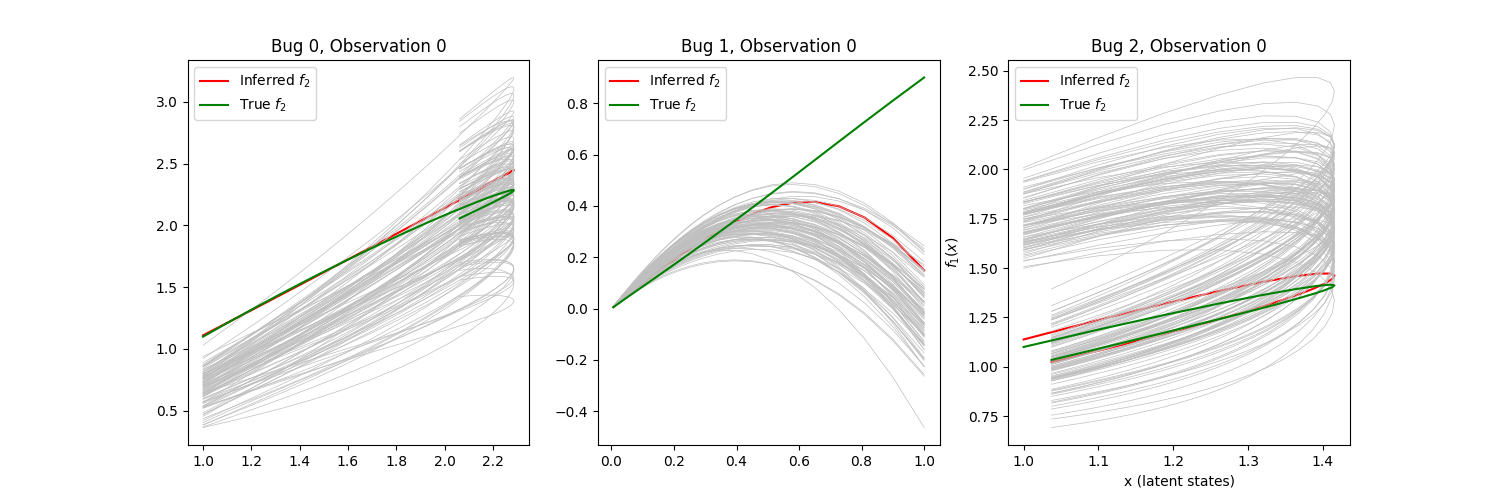 Bug 0, Observation 0
Inferred f₂
True f₂
3.0
2.5
2.0
1.5
1.0
0.5
1.0 1.2 1.4 1.6 1.8 2.0 2.2
Bug 1, Observation 0
Inferred f₂
True f₂
0.8
0.6
0.4
0.2
0.0
−0.2
−0.4
0.0 0.2 0.4 0.6 0.8 1.0
Bug 2, Observation 0
Inferred f₂
True f₂
f₁(x)
2.50
2.25
2.00
1.75
1.50
1.25
1.00
0.75
1.0 1.1 1.2 1.3 1.4
x (latent states)